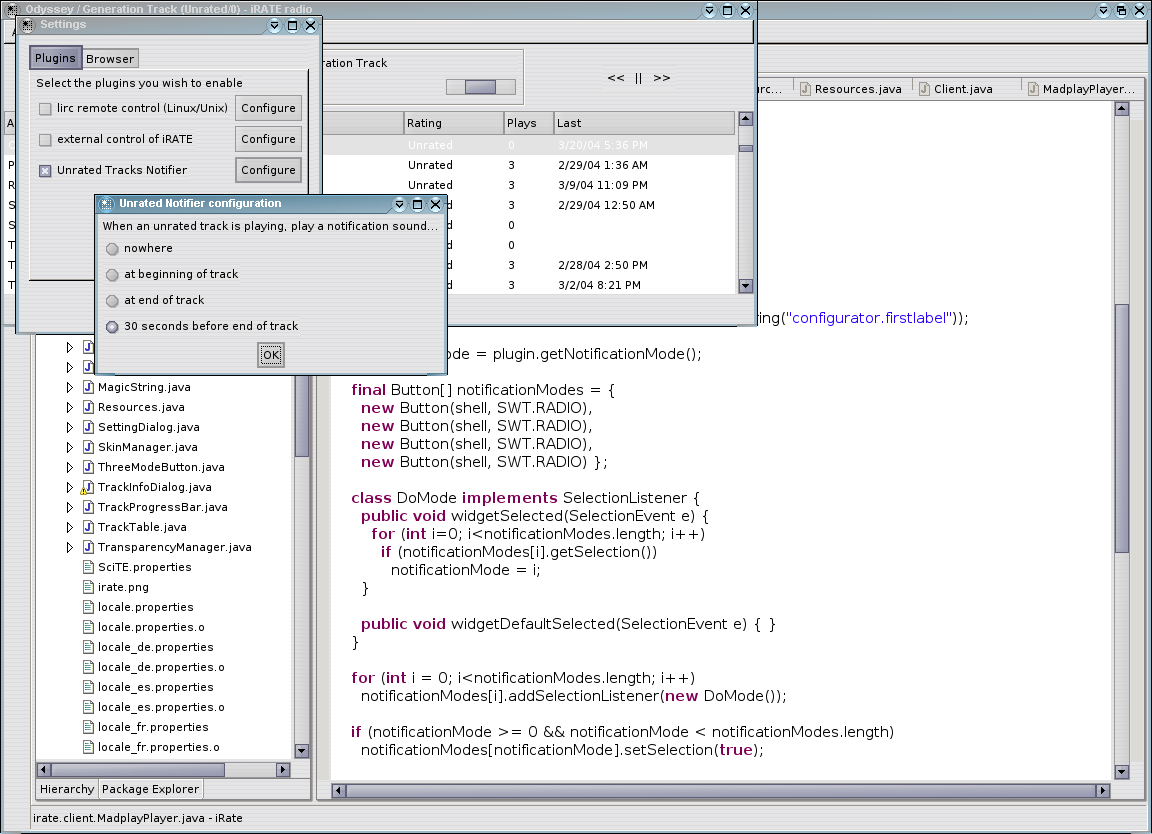 Odyssey / Generation Track (Unrated/0) - iRATE radio
Settings
Plugins Browser
Select the plugins you wish to enable
lirc remote control (Linux/Unix) Configure
external control of iRATE Configure
Unrated Tracks Notifier Configure
ration Track
<< || >>
Rating Plays Last
Unrated 0 3/20/04 5:36 PM
Unrated 3 2/29/04 1:36 AM
Unrated 3 3/9/04 11:09 PM
3 2/29/04 12:50 AM
0
0
3 2/28/04 2:50 PM
3 3/2/04 8:21 PM
Unrated Notifier configuration
When an unrated track is playing, play a notification sound...
nowhere
at beginning of track
at end of track
30 seconds before end of track
OK
urc... Resources.java Client.java MadplayPlayer...
ring("configurator.firstlabel"));
ode = plugin.getNotificationMode();
final Button[] notificationModes = {
new Button(shell, SWT.RADIO),
new Button(shell, SWT.RADIO),
new Button(shell, SWT.RADIO),
new Button(shell, SWT.RADIO) };
class DoMode implements SelectionListener {
public void widgetSelected(SelectionEvent e) {
for (int i=0; i<notificationModes.length; i++)
if (notificationModes[i].getSelection())
notificationMode = i;
}
public void widgetDefaultSelected(SelectionEvent e) { }
}
for (int i = 0; i<notificationModes.length; i++)
notificationModes[i].addSelectionListener(new DoMode());
if (notificationMode >= 0 && notificationMode < notificationModes.length)
notificationModes[notificationMode].setSelection(true);
MagicString.java
Resources.java
SettingDialog.java
SkinManager.java
ThreeModeButton.java
TrackInfoDialog.java
TrackProgressBar.java
TrackTable.java
TransparencyManager.java
SciTE.properties
irate.png
locale.properties
locale.properties.o
locale_de.properties
locale_de.properties.o
locale_es.properties
locale_es.properties.o
locale_fr.properties
locale_fr.properties.o
Hierarchy Package Explorer
irate.client.MadplayPlayer.java - iRate